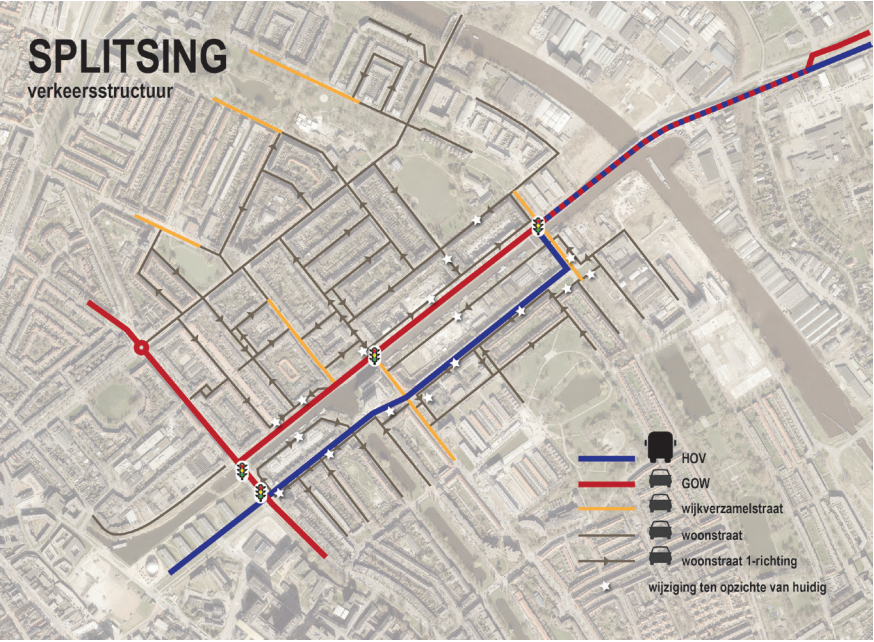 SPLITSING
verkeersstructuur
HOV
GOW
wijkverzamelstraat
woonstraat
woonstraat 1-richting
wijziging ten opzichte van huidig